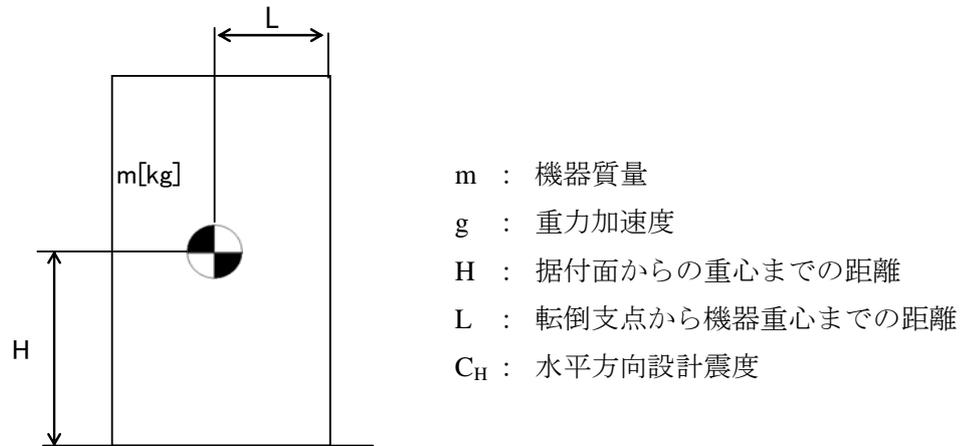 L
m[kg]
H
m : 機器質量
g : 重力加速度
H : 据付面からの重心までの距離
L : 転倒支点から機器重心までの距離
CH : 水平方向設計震度